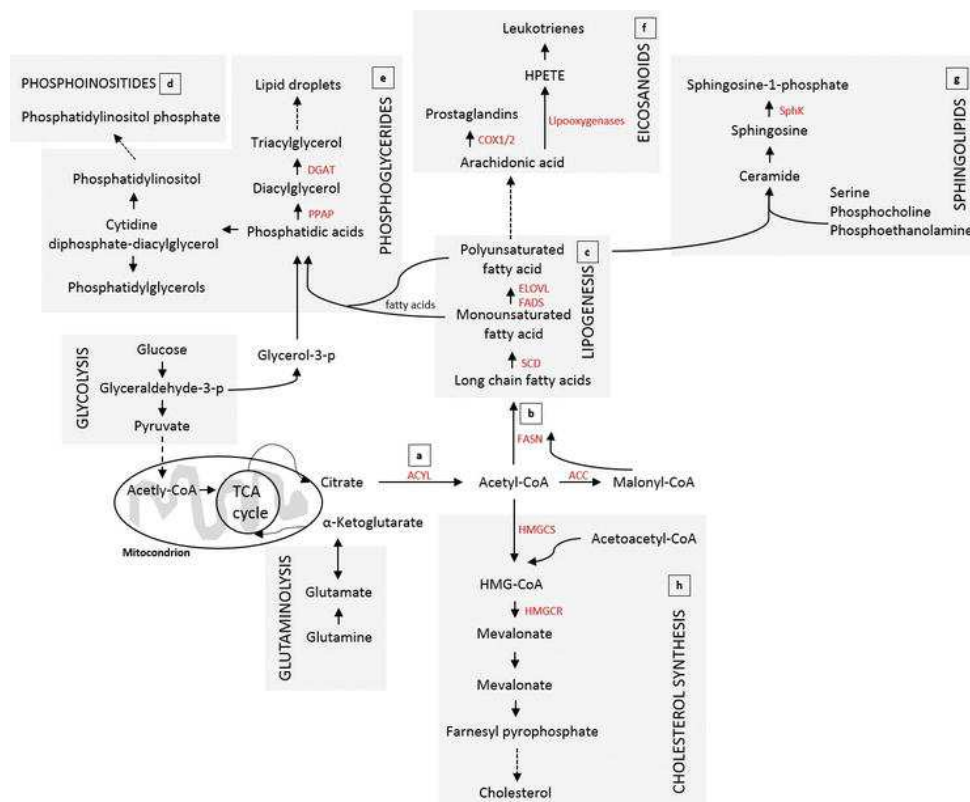 PHOSPHOINOSITIDES
d
Phosphatidylinositol phosphate
e
PHOSPHOGLYCERIDES
Lipid droplets
Triacylglycerol
DGAT
Diacylglycerol
PPAP
Phosphatidic acids
Phosphatidylinositol
Cytidine
diphosphate-diacylglycerol
Phosphatidylglycerols
f
EICOSANOIDS
Leukotrienes
HPETE
Prostaglandins
Lipooxygenases
COX1/2
Arachidonic acid
g
SPHINGOLIPIDS
Sphingosine-1-phosphate
SphK
Sphingosine
Ceramide
Serine
Phosphocholine
Phosphoethanolamine
c
LIPOGENESIS
Polyunsaturated
fatty acid
ELOVL
FADS
fatty acids
Monounsaturated
fatty acid
SCD
Long chain fatty acids
GLYCOLYSIS
Glucose
Glyceraldehyde-3-p
Pyruvate
Glycerol-3-p
b
FASN
a
Acetly-CoA
TCA
cycle
Mitocondrion
Citrate
ACYL
Acetyl-CoA
ACC
Malonyl-CoA
α-Ketoglutarate
GLUTAMINOLYSIS
Glutamate
Glutamine
HMGCS
Acetoacetyl-CoA
h
CHOLESTEROL SYNTHESIS
HMG-CoA
HMGCR
Mevalonate
Mevalonate
Farnesyl pyrophosphate
Cholesterol